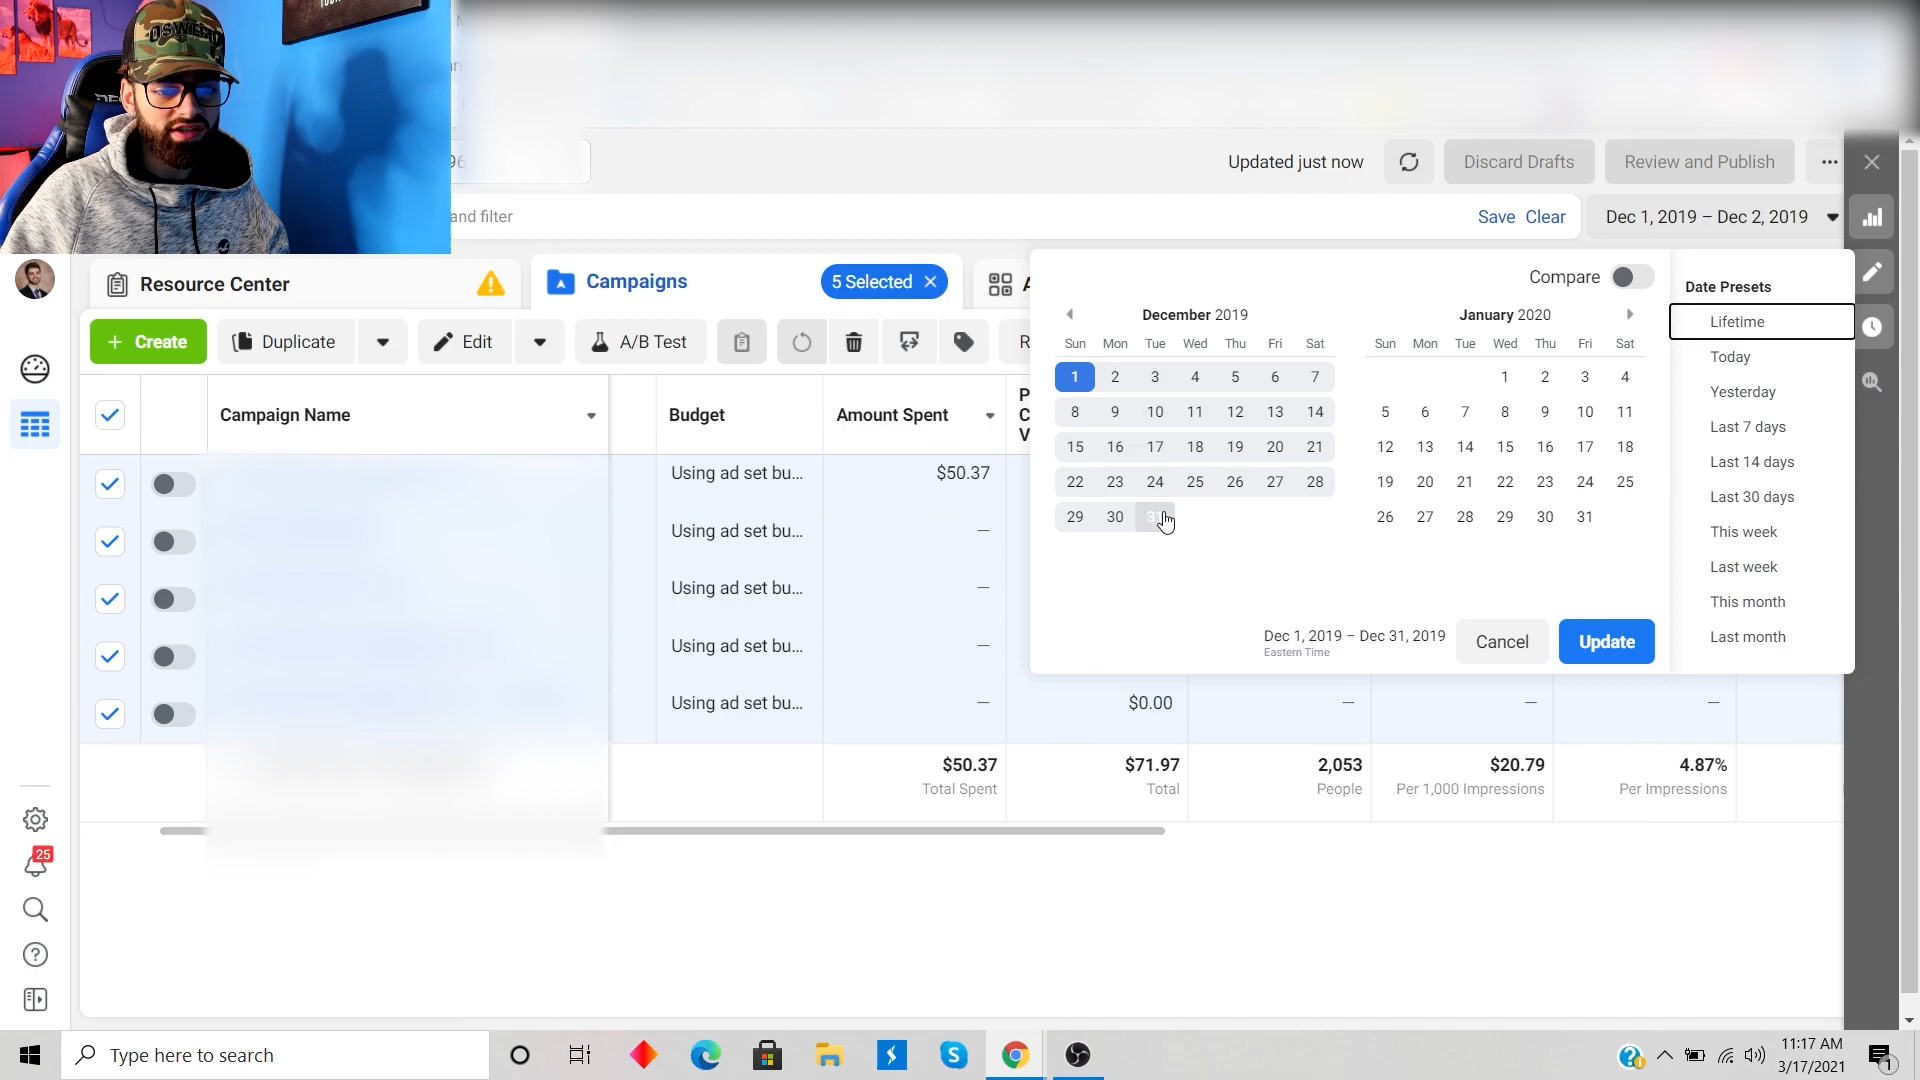 OSWEGO
96
Updated just now
Discard Drafts
Review and Publish
and filter
Save Clear
Dec 1, 2019 – Dec 2, 2019
Resource Center
Campaigns
5 Selected
Compare
Date Presets
+ Create
Duplicate
Edit
A/B Test
December 2019
January 2020
Sun Mon Tue Wed Thu Fri Sat
Sun Mon Tue Wed Thu Fri Sat
1 2 3 4 5 6 7
1 2 3 4
8 9 10 11 12 13 14
5 6 7 8 9 10 11
15 16 17 18 19 20 21
12 13 14 15 16 17 18
22 23 24 25 26 27 28
19 20 21 22 23 24 25
29 30 31
26 27 28 29 30 31
Dec 1, 2019 – Dec 31, 2019
Eastern Time
Cancel
Update
Lifetime
Today
Yesterday
Last 7 days
Last 14 days
Last 30 days
This week
Last week
This month
Last month
Campaign Name
Budget
Amount Spent
Using ad set bu... $50.37
Using ad set bu... —
Using ad set bu... —
Using ad set bu... —
Using ad set bu... — $0.00 — — —
$50.37 $71.97 2,053 $20.79 4.87%
Total Spent Total People Per 1,000 Impressions Per Impressions
25
Type here to search
11:17 AM
3/17/2021
1